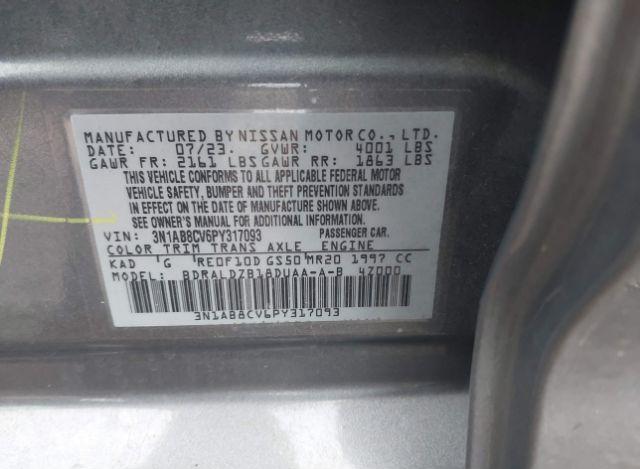 MANUFACTURED BY NISSAN MOTOR CO., LTD.
DATE: 07/23. GVWR: 4001 LBS
GAWR FR: 2161 LBS GAWR RR: 1863 LBS
THIS VEHICLE CONFORMS TO ALL APPLICABLE FEDERAL MOTOR
VEHICLE SAFETY, BUMPER AND THEFT PREVENTION STANDARDS
IN EFFECT ON THE DATE OF MANUFACTURE SHOWN ABOVE.
SEE OWNER'S MANUAL FOR ADDITIONAL INFORMATION.
VIN: 3N1AB8CV6PY317093 PASSENGER CAR.
COLOR TRIM TRANS AXLE ENGINE
KAD G RE0F10D GS50 MR20 1997 CC
BDRALDZB18DUAA-A-B 4Z000
3N1AB8CV6PY317093